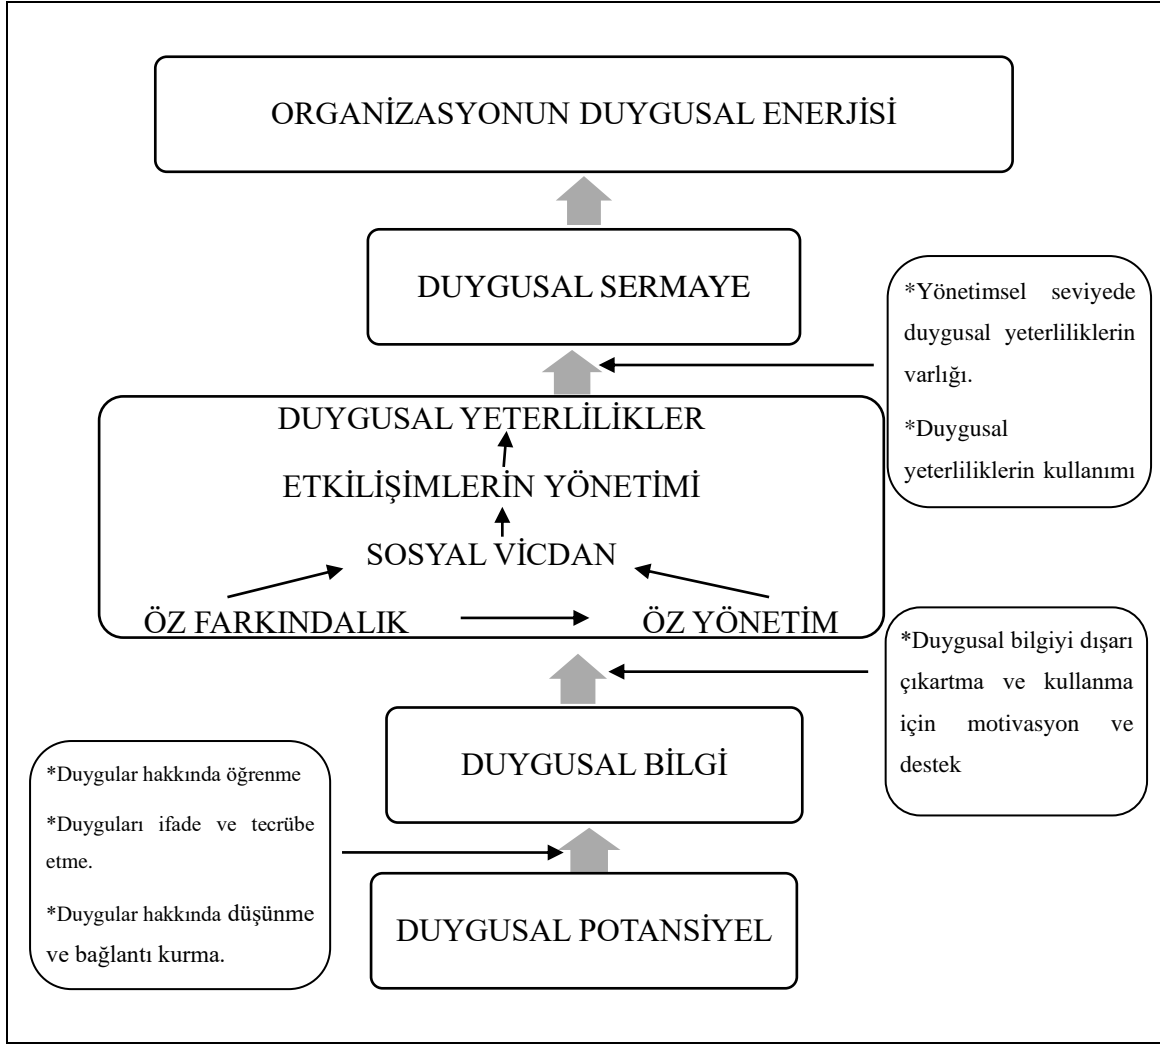 ORGANİZASYONUN DUYGUSAL ENERJİSİ
DUYGUSAL SERMAYE
*Yönetimsel seviyede
duygusal yeterliliklerin
varlığı.
*Duygusal
yeterliliklerin kullanımı
DUYGUSAL YETERLİLİKLER
ETKİLİŞİMLERİN YÖNETİMİ
SOSYAL VİCDAN
ÖZ FARKINDALIK
ÖZ YÖNETİM
*Duygusal bilgiyi dışarı
çıkartma ve kullanma
için motivasyon ve
destek
DUYGUSAL BİLGİ
*Duygular hakkında öğrenme
*Duyguları ifade ve tecrübe
etme.
*Duygular hakkında düşünme
ve bağlantı kurma.
DUYGUSAL POTANSİYEL